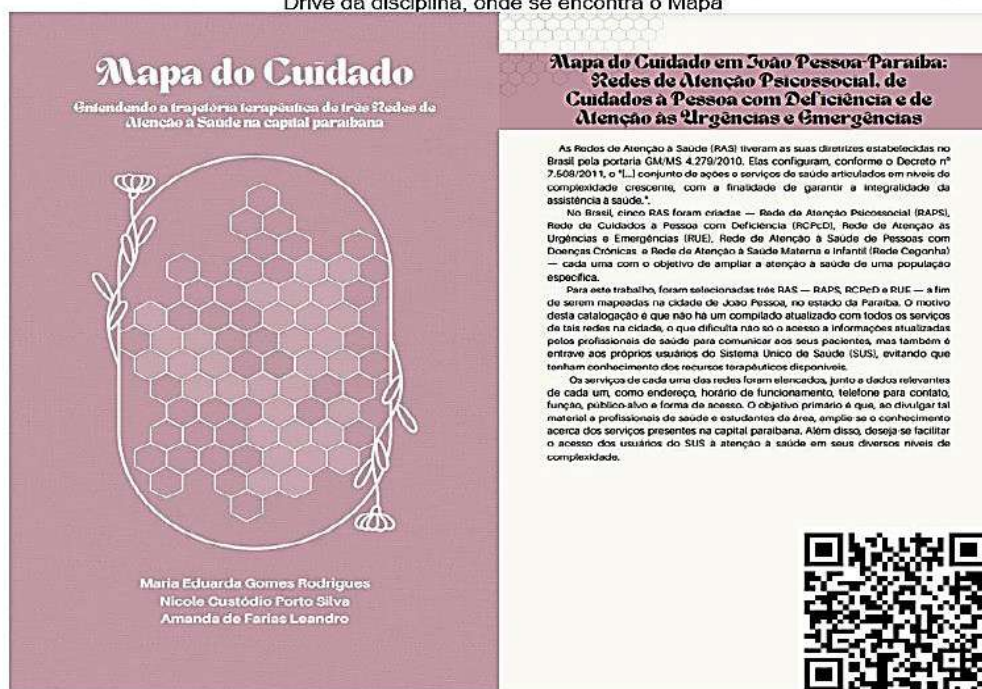 Drive da disciplina, onde se encontra o Mapa
Mapa do Cuidado
Entendendo a trajetória terapêutica de três Redes de
Atenção à Saúde na capital paraibana
Maria Eduarda Gomes Rodrigues
Nicole Custódio Porto Silva
Amanda de Farias Leandro
Mapa do Cuidado em João Pessoa-Paraíba:
Redes de Atenção Psicossocial, de
Cuidados à Pessoa com Deficiência e de
Atenção às Urgências e Emergências
As Redes de Atenção à Saúde (RAS) tiveram as suas diretrizes estabelecidas no
Brasil pela portaria GM/MS 4.279/2010. Elas configuram, conforme o Decreto nº
7.508/2011, o "[...] conjunto de ações e serviços de saúde articulados em níveis de
complexidade crescente, com a finalidade de garantir a integralidade da
assistência à saúde.".
No Brasil, cinco RAS foram criadas — Rede de Atenção Psicossocial (RAPS),
Rede de Cuidados à Pessoa com Deficiência (RCPcD), Rede de Atenção às
Urgências e Emergências (RUE), Rede de Atenção à Saúde de Pessoas com
Doenças Crônicas e Rede de Atenção à Saúde Materna e Infantil (Rede Cegonha)
— cada uma com o objetivo de ampliar a atenção à saúde de uma população
específica.
Para este trabalho, foram selecionadas três RAS — RAPS, RCPcD e RUE — a fim
de serem mapeadas na cidade de João Pessoa, no estado da Paraíba. O motivo
desta catalogação é que não há um compilado atualizado com todos os serviços
de tais redes na cidade, o que dificulta não só o acesso a informações atualizadas
pelos profissionais de saúde para comunicar aos seus pacientes, mas também é
entrave aos próprios usuários do Sistema Único de Saúde (SUS), evitando que
tenham conhecimento dos recursos terapêuticos disponíveis.
Os serviços de cada uma das redes foram elencados, junto a dados relevantes
de cada um, como endereço, horário de funcionamento, telefone para contato,
função, público-alvo e forma de acesso. O objetivo primário é que, ao divulgar tal
material a profissionais de saúde e estudantes da área, amplie-se o conhecimento
acerca dos serviços presentes na capital paraibana. Além disso, deseja-se facilitar
o acesso dos usuários do SUS à atenção à saúde em seus diversos níveis de
complexidade.